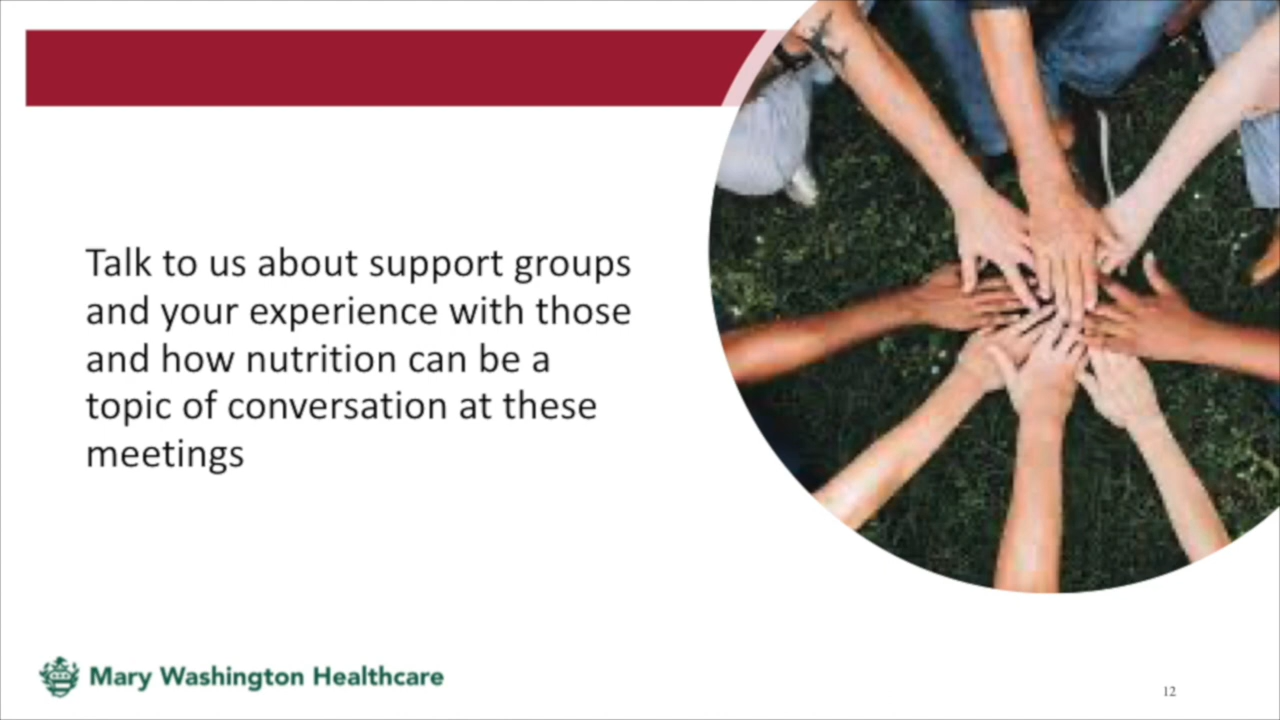 Talk to us about support groups
and your experience with those
and how nutrition can be a
topic of conversation at these
meetings
Mary Washington Healthcare
12